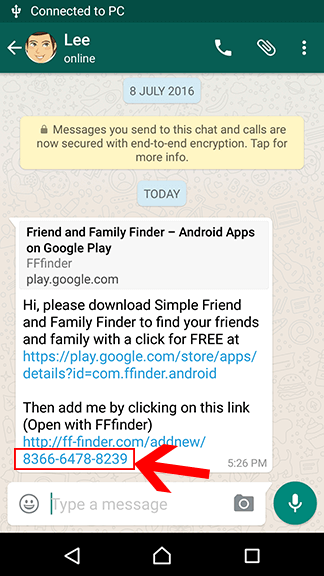 Connected to PC
Lee
online
8 JULY 2016
Messages you send to this chat and calls are
now secured with end-to-end encryption. Tap for
more info.
TODAY
Friend and Family Finder – Android Apps
on Google Play
FFfinder
play.google.com
Hi, please download Simple Friend
and Family Finder to find your friends
and family with a click for FREE at
https://play.google.com/store/apps/
details?id=com.ffinder.android
Then add me by clicking on this link
(Open with FFfinder)
http://ff-finder.com/addnew/
8366-6478-8239
5:26 PM
Type a message